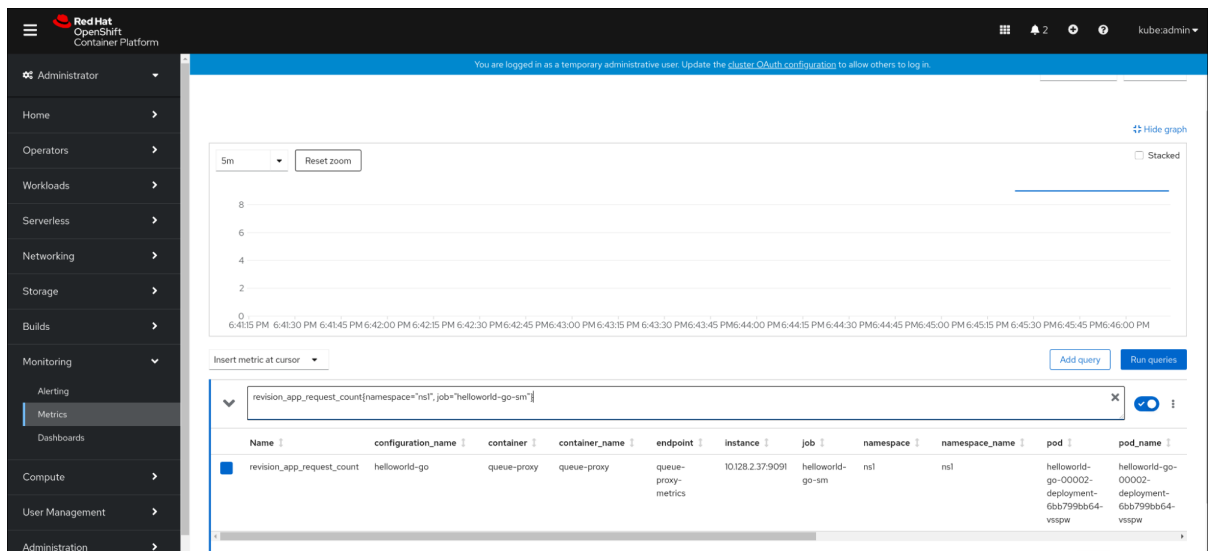 Red Hat
OpenShift
Container Platform
2
kube:admin
Administrator
You are logged in as a temporary administrative user. Update the cluster OAuth configuration to allow others to log in.
Home
Operators
Workloads
Serverless
Networking
Storage
Builds
Monitoring
Alerting
Metrics
Dashboards
Compute
User Management
Administration
Hide graph
5m
Reset zoom
Stacked
8
6
4
2
0
6:41:15 PM 6:41:30 PM 6:41:45 PM 6:42:00 PM 6:42:15 PM 6:42:30 PM 6:42:45 PM 6:43:00 PM 6:43:15 PM 6:43:30 PM 6:43:45 PM 6:44:00 PM 6:44:15 PM 6:44:30 PM 6:44:45 PM 6:45:00 PM 6:45:15 PM 6:45:30 PM 6:45:45 PM 6:46:00 PM
Insert metric at cursor
Add query
Run queries
revision_app_request_count{namespace="ns1", job="helloworld-go-sm"}
Name configuration_name container container_name endpoint instance job namespace namespace_name pod pod_name
revision_app_request_count helloworld-go queue-proxy queue-proxy queue- 10.128.2.37:9091 helloworld- ns1 ns1 helloworld- helloworld-go-
proxy- go-sm go-00002- 00002-
metrics deployment- deployment-
6bb799bb64- 6bb799bb64-
vsspw vsspw